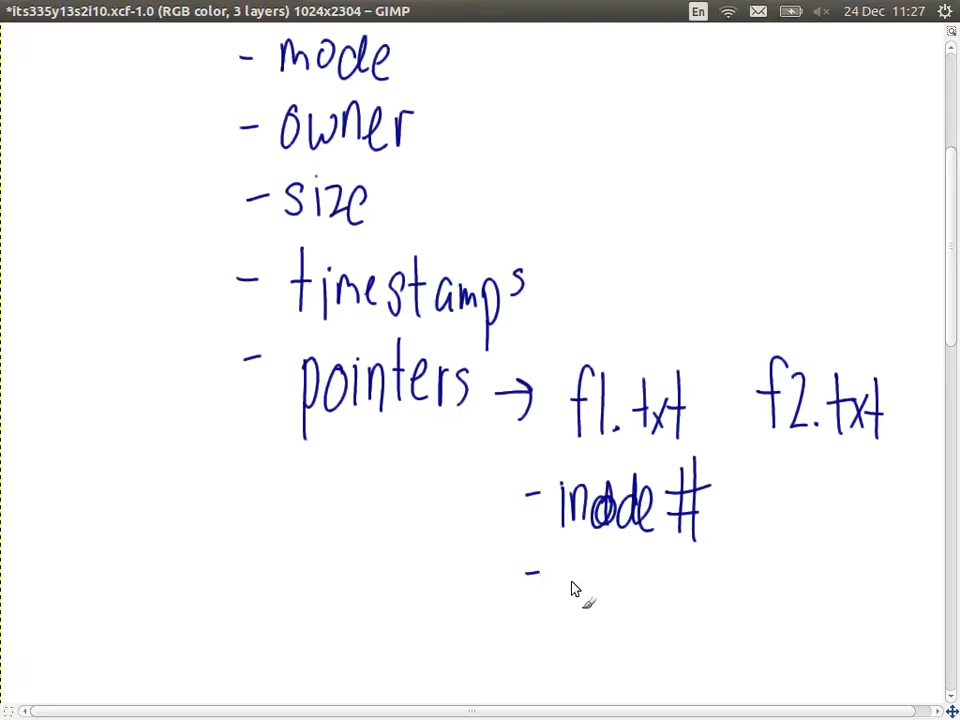 *its335y13s2i10.xcf-1.0 (RGB color, 3 layers) 1024x2304 – GIMP En 24 Dec 11:27
- mode
- owner
- size
- timestamps
- pointers → f1.txt f2.txt
- inode #
-